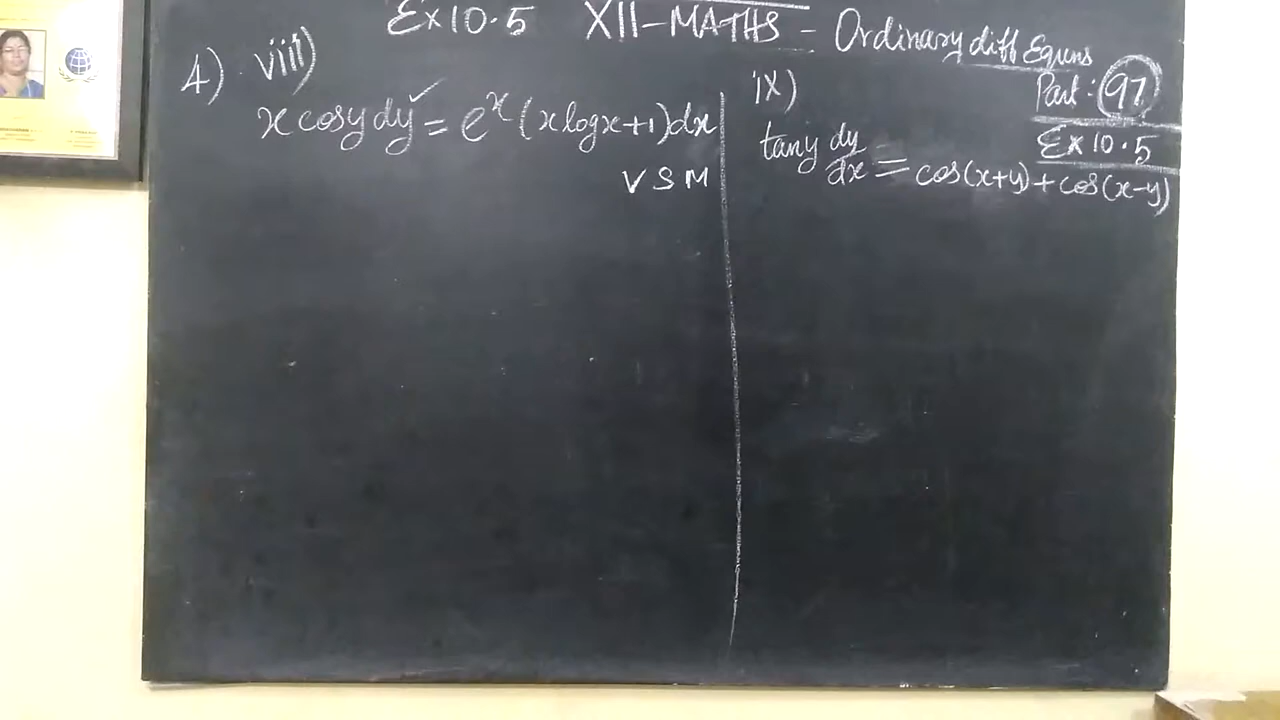 Ex 10.5 XII-MATHS - Ordinary diff Equns
Part: 97
Ex 10.5
4) viii)
x cosy dy = e^x (x logx+1)dx
VSM
ix)
tany dy/dx = cos(x+y)+cos(x-y)